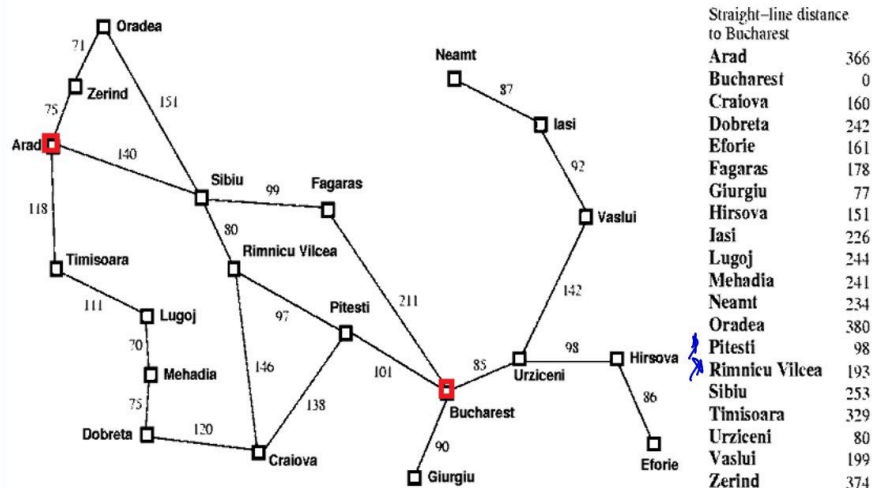 Oradea
71
Zerind
75
151
Arad
140
118
Sibiu
99
Fagaras
80
Timisoara
Rimnicu Vilcea
111
Lugoj
97
Pitesti
211
70
Mehadia
146
101
75
138
Dobreta
120
Craiova
Bucharest
90
Giurgiu
85
Urziceni
98
Hirsova
86
Eforie
142
Vaslui
92
Iasi
87
Neamt
Straight–line distance
to Bucharest
Arad 366
Bucharest 0
Craiova 160
Dobreta 242
Eforie 161
Fagaras 178
Giurgiu 77
Hirsova 151
Iasi 226
Lugoj 244
Mehadia 241
Neamt 234
Oradea 380
Pitesti 98
Rimnicu Vilcea 193
Sibiu 253
Timisoara 329
Urziceni 80
Vaslui 199
Zerind 374